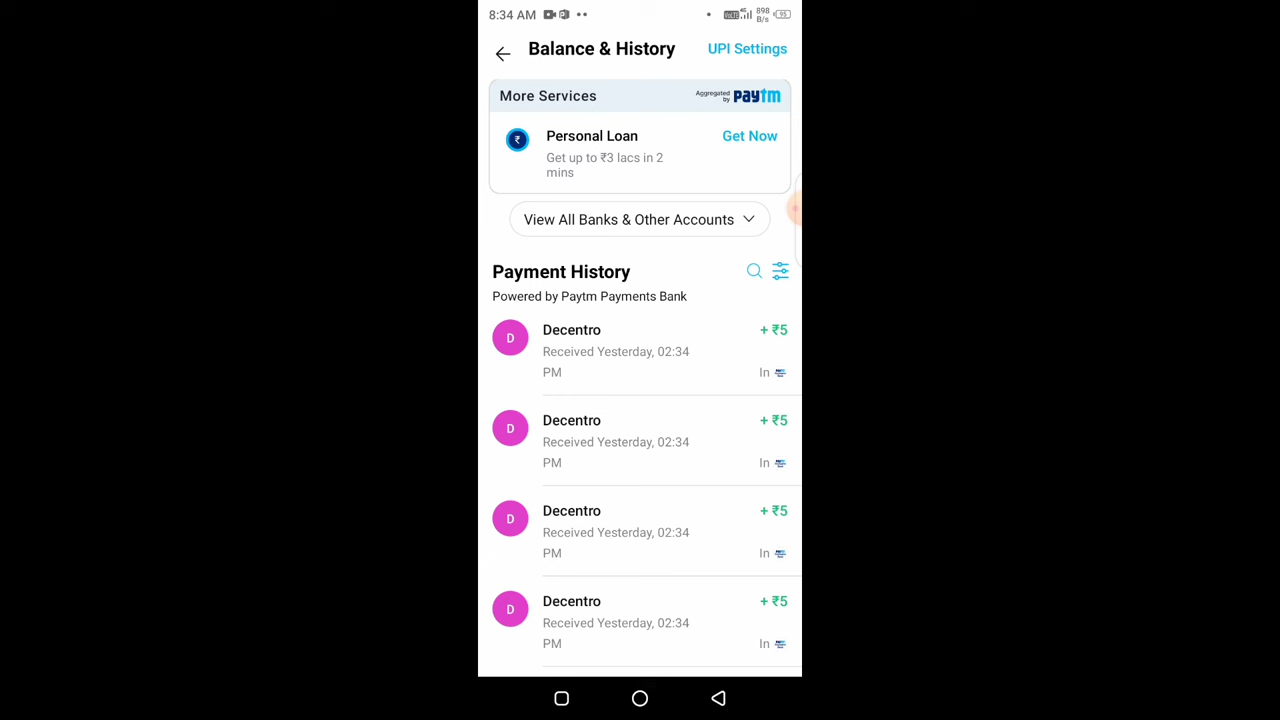 8:34 AM
898 B/s
95
Balance & History
UPI Settings
More Services
Aggregated by paytm
₹
Personal Loan
Get Now
Get up to ₹3 lacs in 2
mins
View All Banks & Other Accounts
Payment History
Powered by Paytm Payments Bank
D
Decentro
+ ₹5
Received Yesterday, 02:34
PM
In
D
Decentro
+ ₹5
Received Yesterday, 02:34
PM
In
D
Decentro
+ ₹5
Received Yesterday, 02:34
PM
In
D
Decentro
+ ₹5
Received Yesterday, 02:34
PM
In